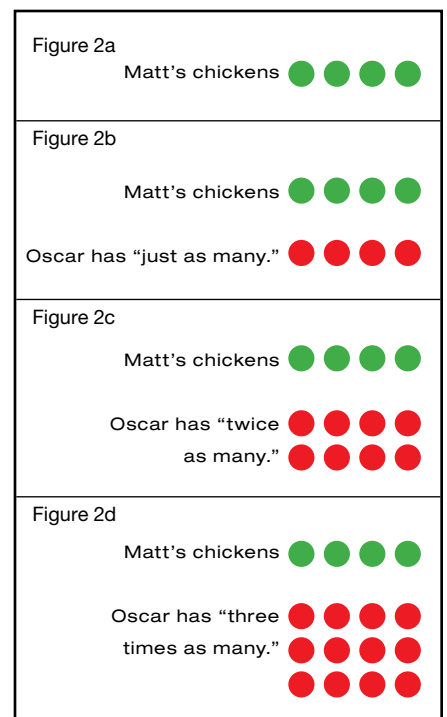 Figure 2a
Matt’s chickens
Figure 2b
Matt’s chickens
Oscar has “just as many.”
Figure 2c
Matt’s chickens
Oscar has “twice
as many.”
Figure 2d
Matt’s chickens
Oscar has “three
times as many.”